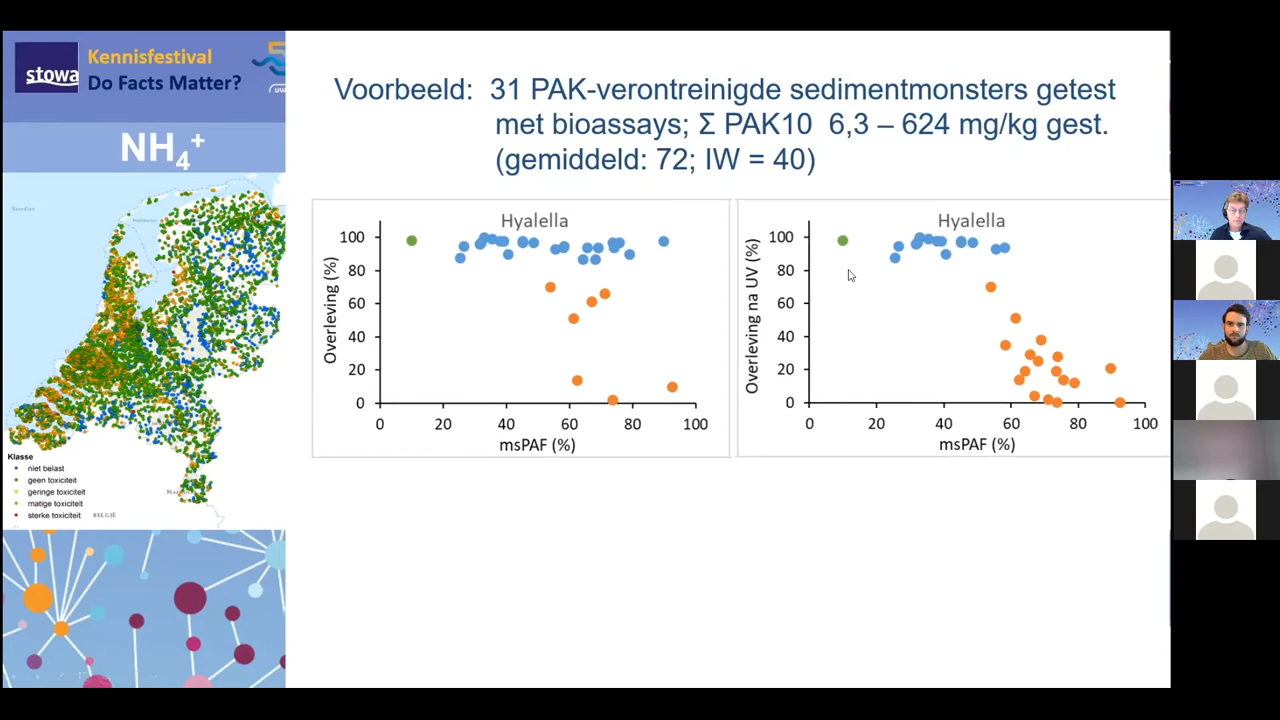 stowa
Kennisfestival
Do Facts Matter?
NH₄⁺
Klasse
niet belast
geen toxiciteit
geringe toxiciteit
matige toxiciteit
sterke toxiciteit
BELGIË
Voorbeeld: 31 PAK-verontreinigde sedimentmonsters getest
met bioassays; Σ PAK10 6,3 – 624 mg/kg gest.
(gemiddeld: 72; IW = 40)
Hyalella
Overleving (%)
100
80
60
40
20
0
0 20 40 60 80 100
msPAF (%)
Hyalella
Overleving na UV (%)
100
80
60
40
20
0
0 20 40 60 80 100
msPAF (%)